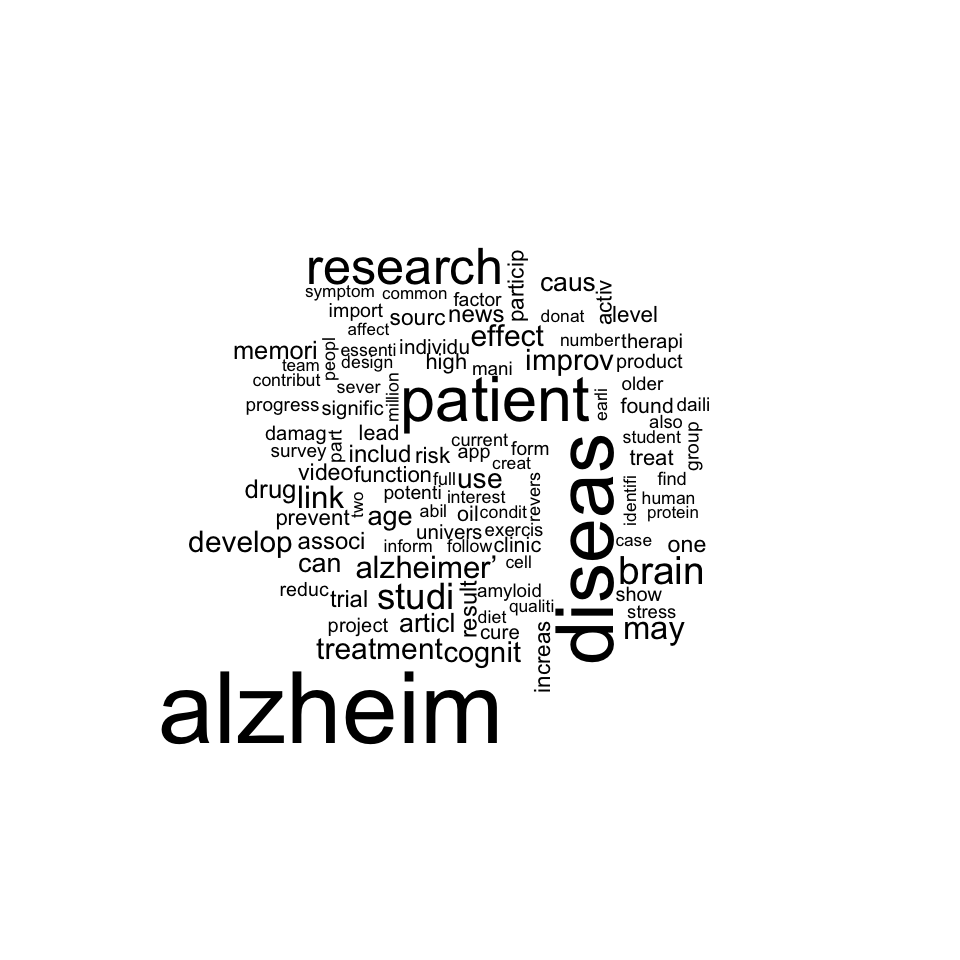 research
particip
caus
activ
symptom
common
factor
import
sourc
news
donat
level
affect
effect
peopl
essenti
individu
number
therapi
memori
team
design
high
mani
improv
product
contribut
sever
million
patient
earli
older
progress
signific
found
daili
also
damag
part
lead
current
form
student
group
survey
includ
risk
app
creat
treat
diseas
video
function
full
use
revers
identifi
find
drug
link
two
potenti
interest
human
prevent
age
abil
oil
condit
protein
develop
associ
univers
exercis
case
one
inform
follow
clinic
can
alzheimer’
cell
brain
reduc
trial
studi
result
amyloid
qualiti
show
stress
project
articl
diet
cure
may
treatment
cognit
increas
alzheim